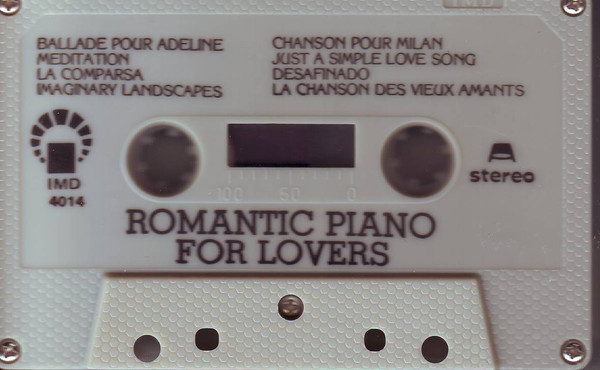 BALLADE POUR ADELINE
MEDITATION
LA COMPARSA
IMAGINARY LANDSCAPES
CHANSON POUR MILAN
JUST A SIMPLE LOVE SONG
DESAFINADO
LA CHANSON DES VIEUX AMANTS
IMD
4014
100 50 0
stereo
ROMANTIC PIANO
FOR LOVERS